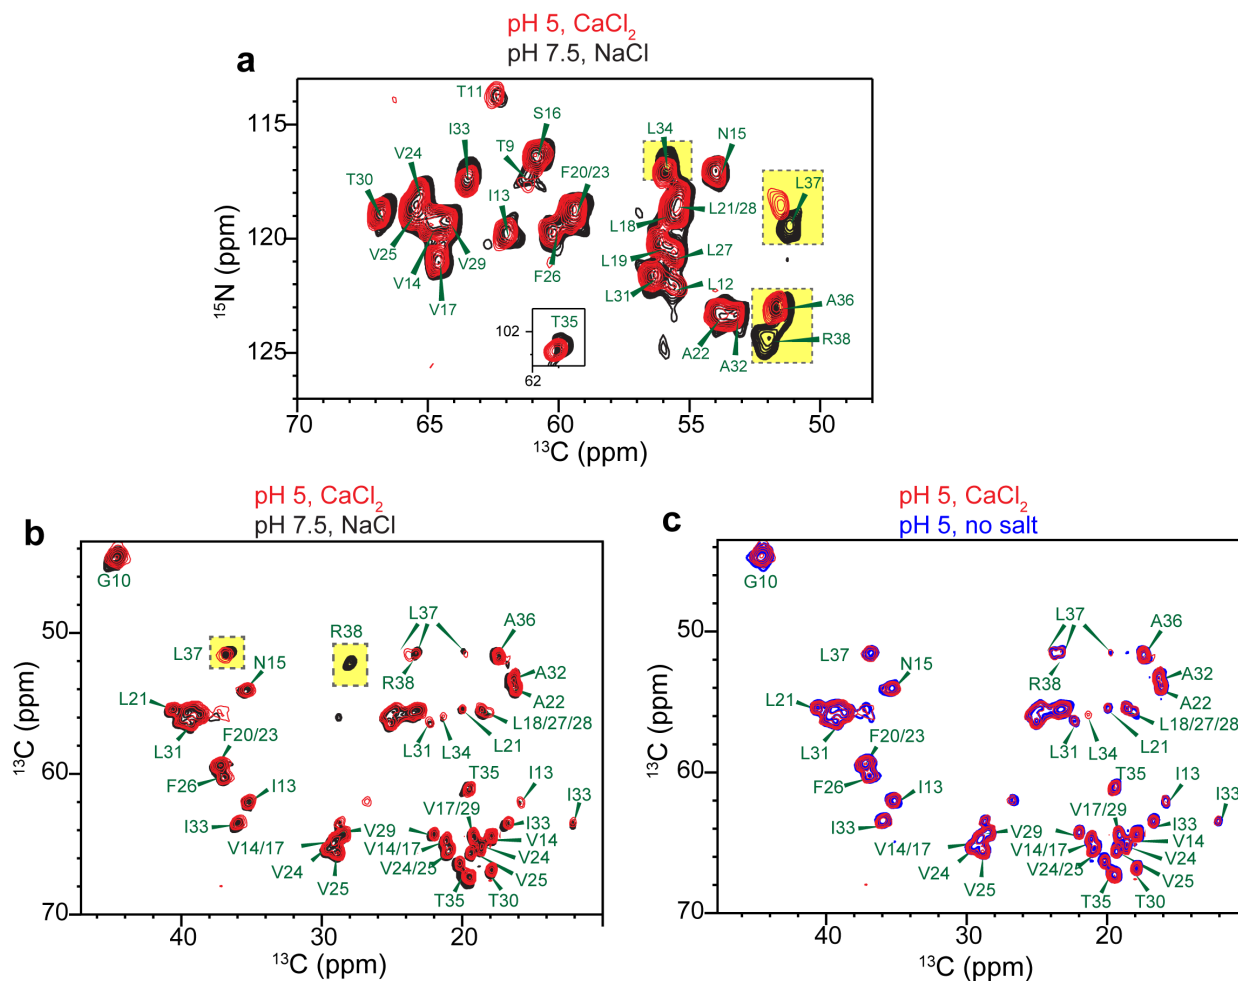 pH 5, CaCl₂
pH 7.5, NaCl
a
T11
S16
I33
T9
L34
N15
V24
F20/23
L37
T30
I13
L21/28
L18
V25
V29
L27
V14
F26
L19
V17
L31
L12
A36
R38
T35
A22
A32
102
62
115
120
125
¹⁵N (ppm)
70
65
60
55
50
¹³C (ppm)
pH 5, CaCl₂
pH 7.5, NaCl
b
G10
L37
R38
L37
A36
N15
R38
A32
L21
A22
L31
L18/27/28
F20/23
L31
L34
L21
F26
T35
I13
I13
V17/29
I33
I33
V29
I33
V14/17
V14/17
V14
V24
V24/25
V24
V25
V25
T35
T30
50
60
70
¹³C (ppm)
40
30
20
¹³C (ppm)
pH 5, CaCl₂
pH 5, no salt
c
G10
L37
A36
L37
N15
R38
A32
L21
A22
L31
L18/27/28
F20/23
L31
L34
L21
F26
T35
I13
I13
V17/29
I33
I33
V29
I33
V14/17
V14/17
V14
V24
V24/25
V24
V25
V25
T35
T30
50
60
70
¹³C (ppm)
40
30
20
¹³C (ppm)